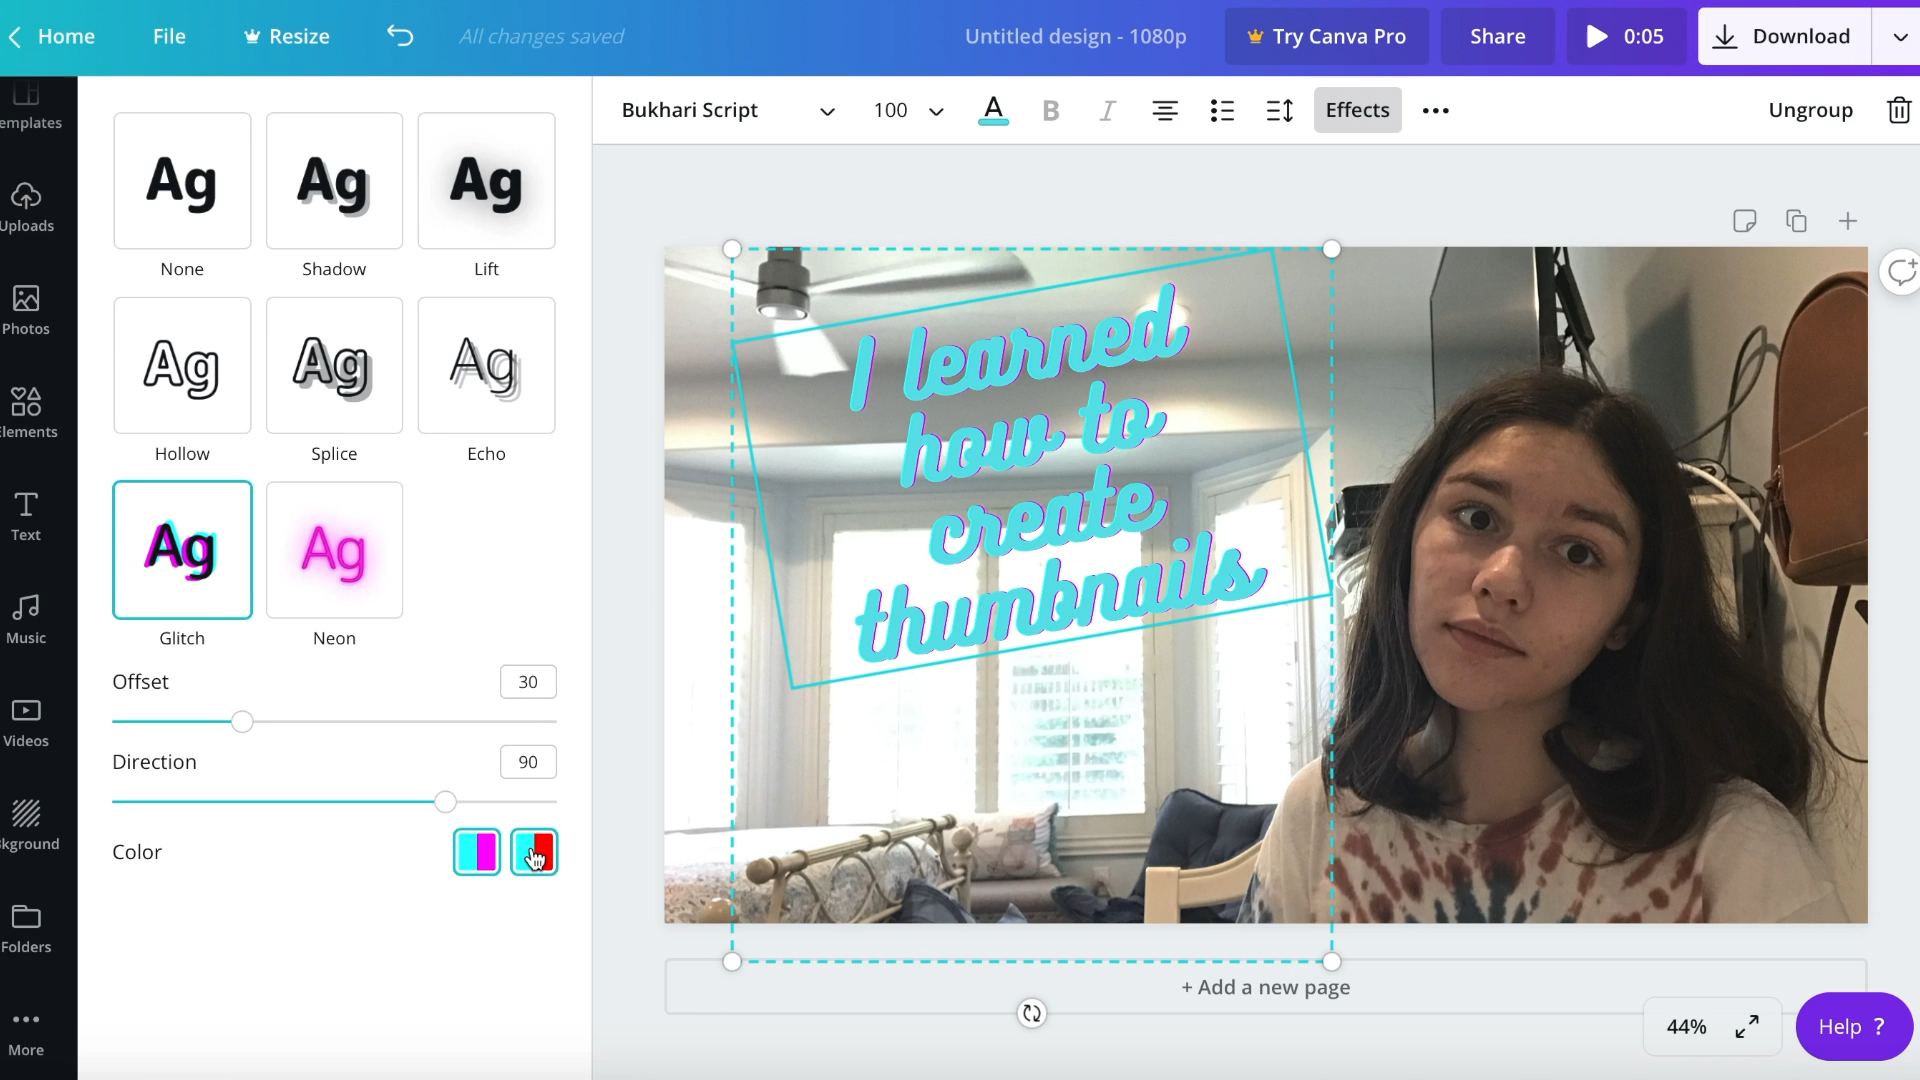 Home
File
Resize
All changes saved
Untitled design - 1080p
Try Canva Pro
Share
0:05
Download
emplates
Uploads
Photos
Elements
Text
Music
Videos
kground
Folders
More
Ag
Ag
Ag
None
Shadow
Lift
Ag
Ag
Ag
Hollow
Splice
Echo
Ag
Ag
Glitch
Neon
Offset
30
Direction
90
Color
Bukhari Script
100
A
B
I
Effects
Ungroup
I learned
how to
create
thumbnails
+ Add a new page
44%
Help ?